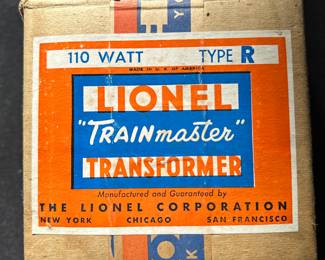 110 WATT TYPE R
MADE IN U. S. OF AMERICA
LIONEL
"TRAINmaster"
TRANSFORMER
Manufactured and Guaranteed by
THE LIONEL CORPORATION
NEW YORK CHICAGO SAN FRANCISCO